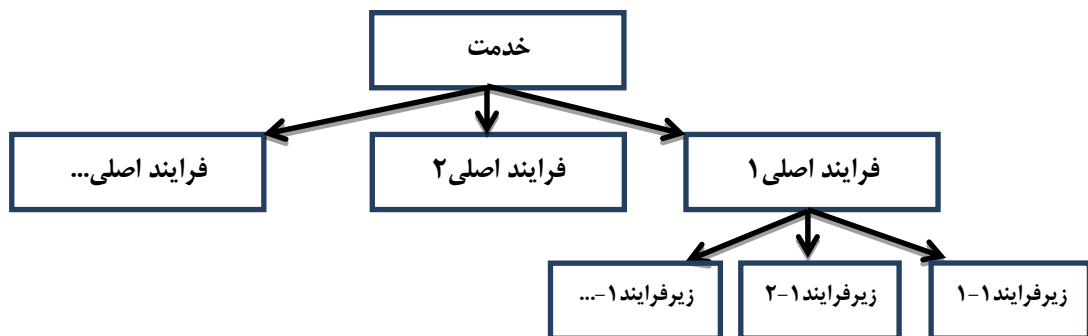 خدمت
فرایند اصلی۱
فرایند اصلی۲
فرایند اصلی...
زیرفرایند۱-۱
زیرفرایند۱-۲
زیرفرایند۱-...